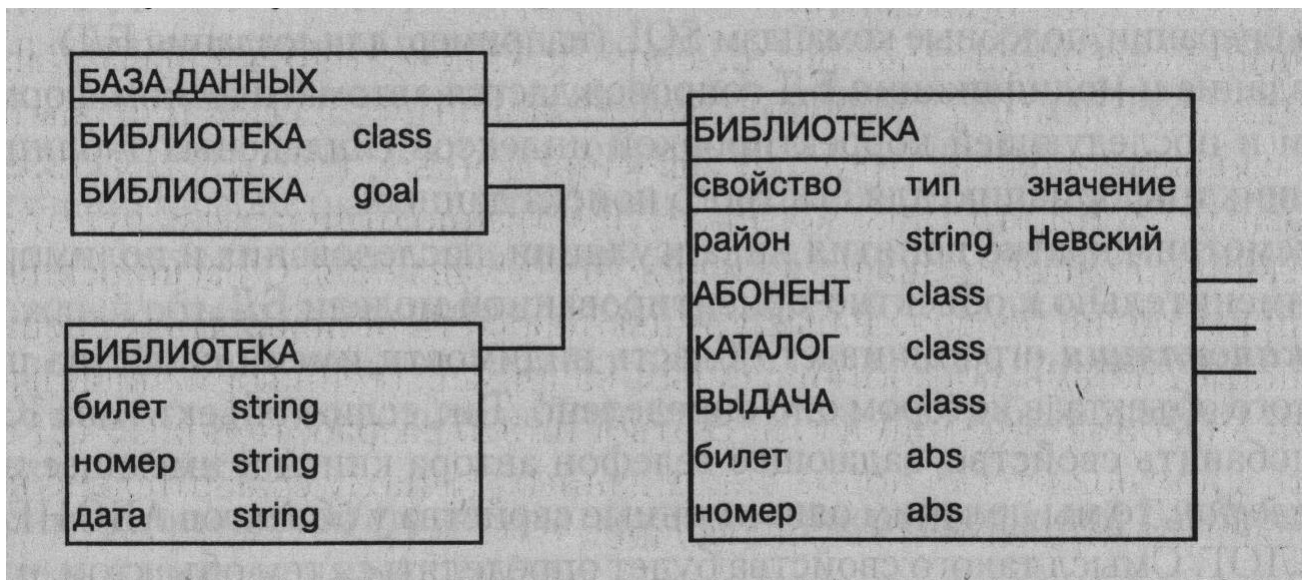 БАЗА ДАННЫХ
БИБЛИОТЕКА class
БИБЛИОТЕКА goal
БИБЛИОТЕКА
билет string
номер string
дата string
БИБЛИОТЕКА
свойство тип значение
район string Невский
АБОНЕНТ class
КАТАЛОГ class
ВЫДАЧА class
билет abs
номер abs